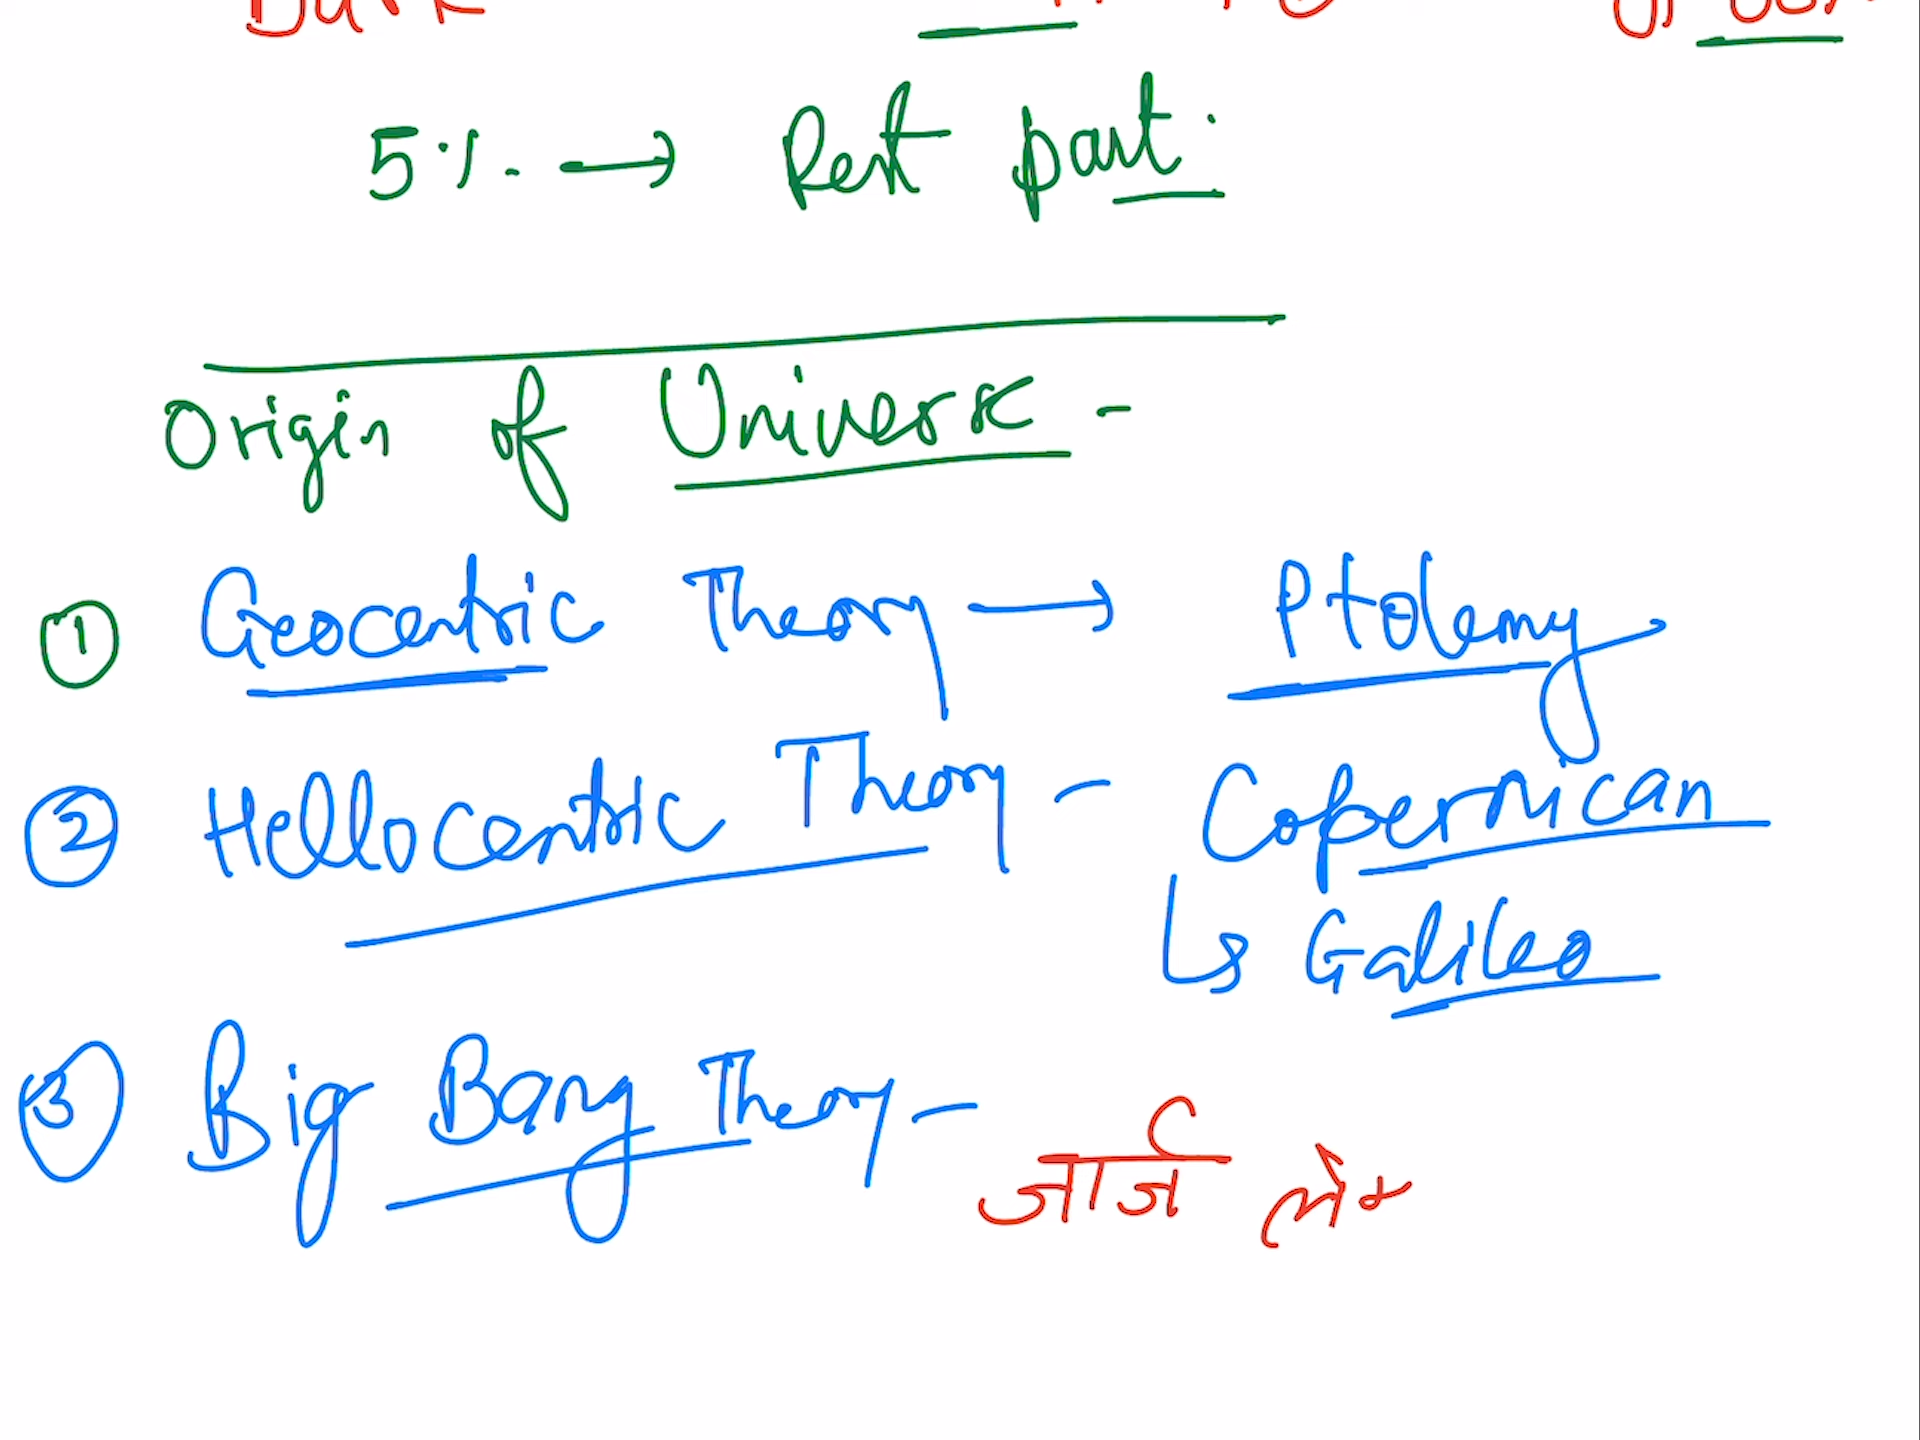 Dark
5% → Rest part.
Origin of Universe -
① Geocentric Theory → Ptolemy
② Hellocentric Theory - Copernican
↳ Galileo
③ Big Bang Theory - जार्ज